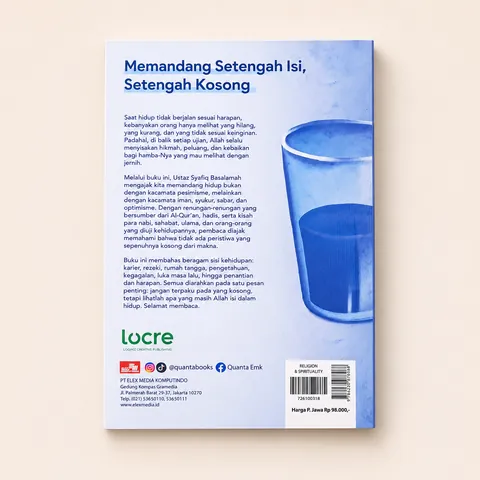 Memandang Setengah Isi,
Setengah Kosong
Saat hidup tidak berjalan sesuai harapan,
kebanyakan orang hanya melihat yang hilang,
yang kurang, dan yang tidak sesuai keinginan.
Padahal, di balik setiap ujian, Allah selalu
menyisakan hikmah, peluang, dan kebaikan
bagi hamba-Nya yang mau melihat dengan
jernih.
Melalui buku ini, Ustaz Syafiq Basalamah
mengajak kita memandang hidup bukan
dengan kacamata pesimisme, melainkan
dengan kacamata iman, syukur, sabar, dan
optimisme. Dengan renungan-renungan yang
bersumber dari Al-Qur'an, hadis, serta kisah
para nabi, sahabat, ulama, dan orang-orang
yang diuji kehidupannya, pembaca diajak
memahami bahwa tidak ada peristiwa yang
sepenuhnya kosong dari makna.
Buku ini membahas beragam sisi kehidupan:
karier, rezeki, rumah tangga, pengetahuan,
kegagalan, luka masa lalu, hingga penantian
dan harapan. Semua diarahkan pada satu pesan
penting: jangan terpaku pada yang kosong,
tetapi lihatlah apa yang masih Allah isi dalam
hidup. Selamat membaca.
locre
@quantabooks Quanta Emk
PT ELEX MEDIA KOMPUTINDO
Gedung Kompas Gramedia
Jl. Palmerah Barat 29-37, Jakarta 10270
Telp. (021) 53650110, 53650111
www.elexmedia.id
RELIGION
& SPIRITUALITY
726100318
Harga P. Jawa Rp 98.000,-